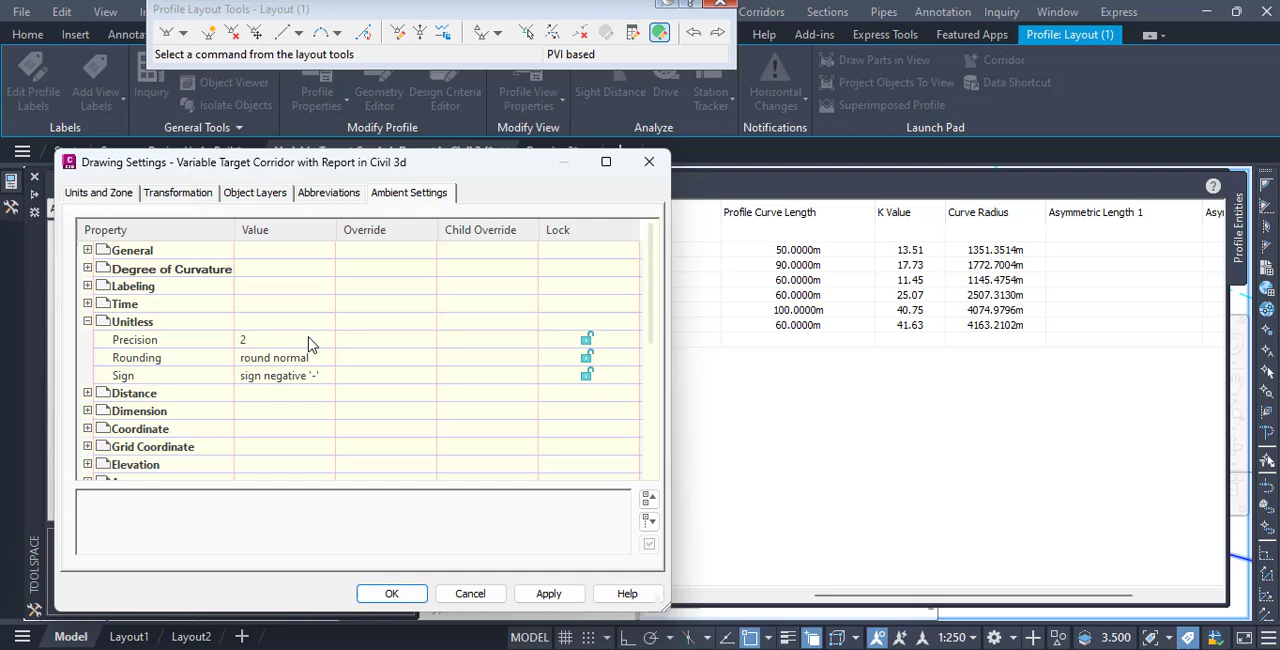 File Edit View In
Profile Layout Tools - Layout (1)
Corridors Sections Pipes Annotation Inquiry Window Express
Home Insert Annota
Help Add-ins Express Tools Featured Apps Profile: Layout (1)
Select a command from the layout tools PVI based
Edit Profile Labels
Add View Labels
Inquiry
Object Viewer
Isolate Objects
Profile Properties
Geometry Editor
Design Criteria Editor
Profile View Properties
Sight Distance
Drive
Station Tracker
Horizontal Changes
Draw Parts in View
Project Objects To View
Superimposed Profile
Corridor
Data Shortcut
Labels General Tools Modify Profile Modify View Analyze Notifications Launch Pad
Drawing Settings - Variable Target Corridor with Report in Civil 3d
Units and Zone Transformation Object Layers Abbreviations Ambient Settings
Property Value Override Child Override Lock
General
Degree of Curvature
Labeling
Time
Unitless
Precision 2
Rounding round normal
Sign sign negative '-'
Distance
Dimension
Coordinate
Grid Coordinate
Elevation
OK Cancel Apply Help
Profile Curve Length K Value Curve Radius Asymmetric Length 1 Asy
50.0000m 13.51 1351.3514m
90.0000m 17.73 1772.7004m
60.0000m 11.45 1145.4754m
60.0000m 25.07 2507.3130m
100.0000m 40.75 4074.9796m
60.0000m 41.63 4163.2102m
Profile Entities
TOOLSPACE
Model Layout1 Layout2
MODEL 1:250 3.500